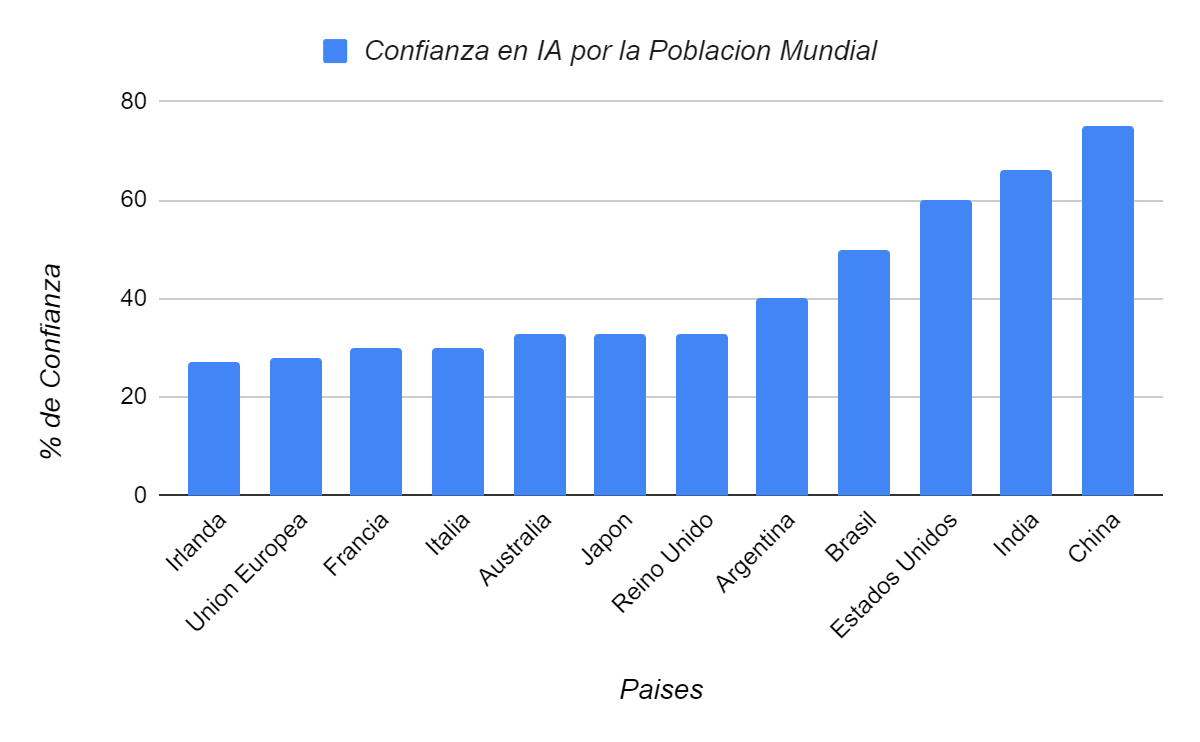 Confianza en IA por la Poblacion Mundial
80
60
40
20
0
% de Confianza
Irlanda
Union Europea
Francia
Italia
Australia
Japon
Reino Unido
Argentina
Brasil
Estados Unidos
India
China
Paises